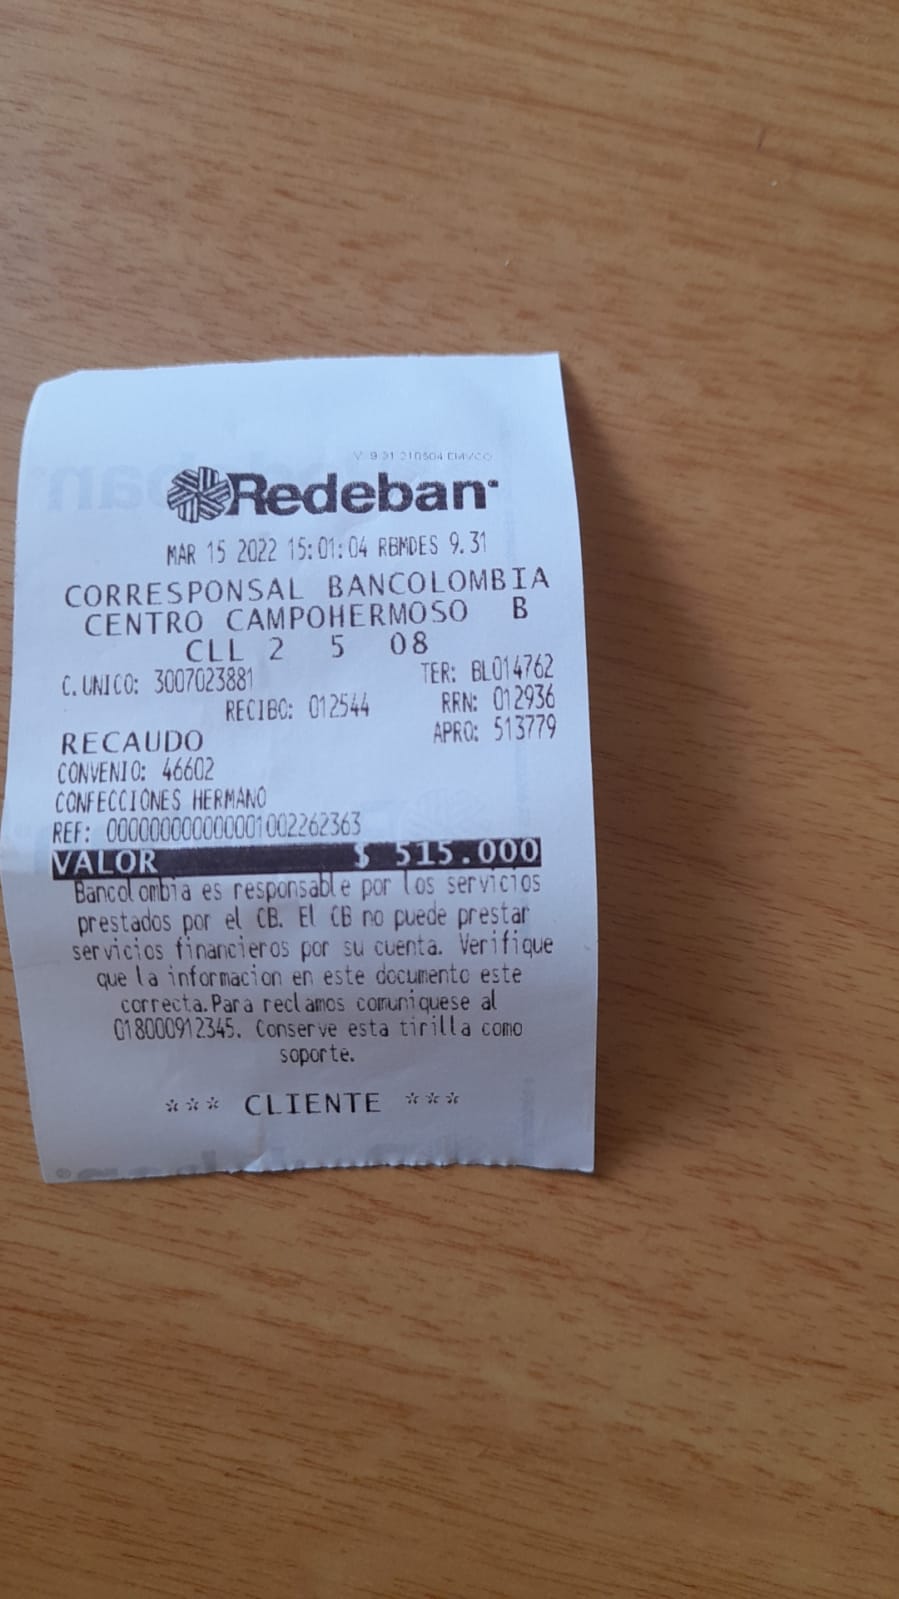 V. 9.31 210504 EMVCO
Redeban
MAR 15 2022 15:01:04 RBMDES 9.31
CORRESPONSAL BANCOLOMBIA
CENTRO CAMPOHERMOSO B
CLL 2 5 08
C. UNICO: 3007023881 TER: BL014762
RECIBO: 012544 RRN: 012936
RECAUDO APRO: 513779
CONVENIO: 46602
CONFECCIONES HERMANO
REF: 000000000000001002262363
VALOR $ 515.000
Bancolombia es responsable por los servicios
prestados por el CB. El CB no puede prestar
servicios financieros por su cuenta. Verifique
que la informacion en este documento este
correcta.Para reclamos comuniquese al
018000912345. Conserve esta tirilla como
soporte.
*** CLIENTE ***